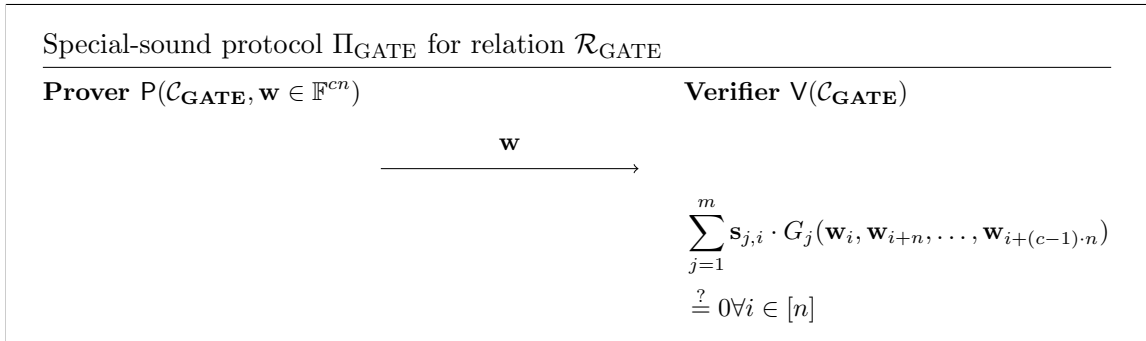 Special-sound protocol Π_GATE for relation 𝓡_GATE
Prover P(𝒞_GATE, w ∈ 𝔽^{cn}) Verifier V(𝒞_GATE)
w
∑_{j=1}^{m} s_{j,i} · G_j(w_i, w_{i+n}, . . . , w_{i+(c−1)·n})
≟ 0∀i ∈ [n]